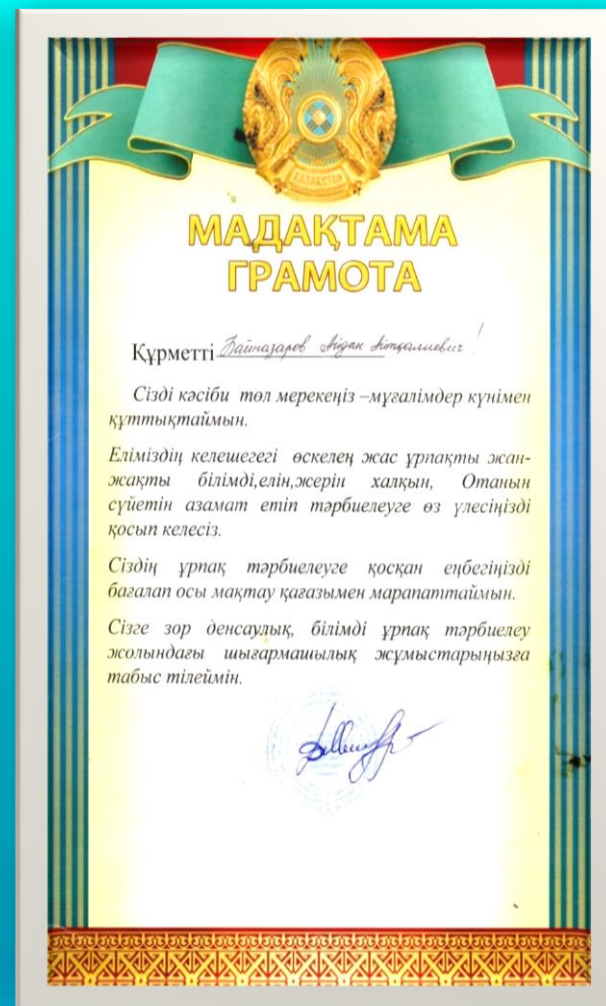 ҚАЗАҚСТАН
МАДАҚТАМА
ГРАМОТА
Құрметті Байназаров !
Сізді кәсіби төл мерекеңіз –мұғалімдер күнімен
құттықтаймын.
Еліміздің келешегегі өскелең жас ұрпақты жан-
жақты білімді,елін,жерін халқын, Отанын
сүйетін азамат етіп тәрбиелеуге өз үлесіңізді
қосып келесіз.
Сіздің ұрпақ тәрбиелеуге қосқан еңбегіңізді
бағалап осы мақтау қағазымен марапаттаймын.
Сізге зор денсаулық, білімді ұрпақ тәрбиелеу
жолындағы шығармашылық жұмыстарыңызға
табыс тілеймін.